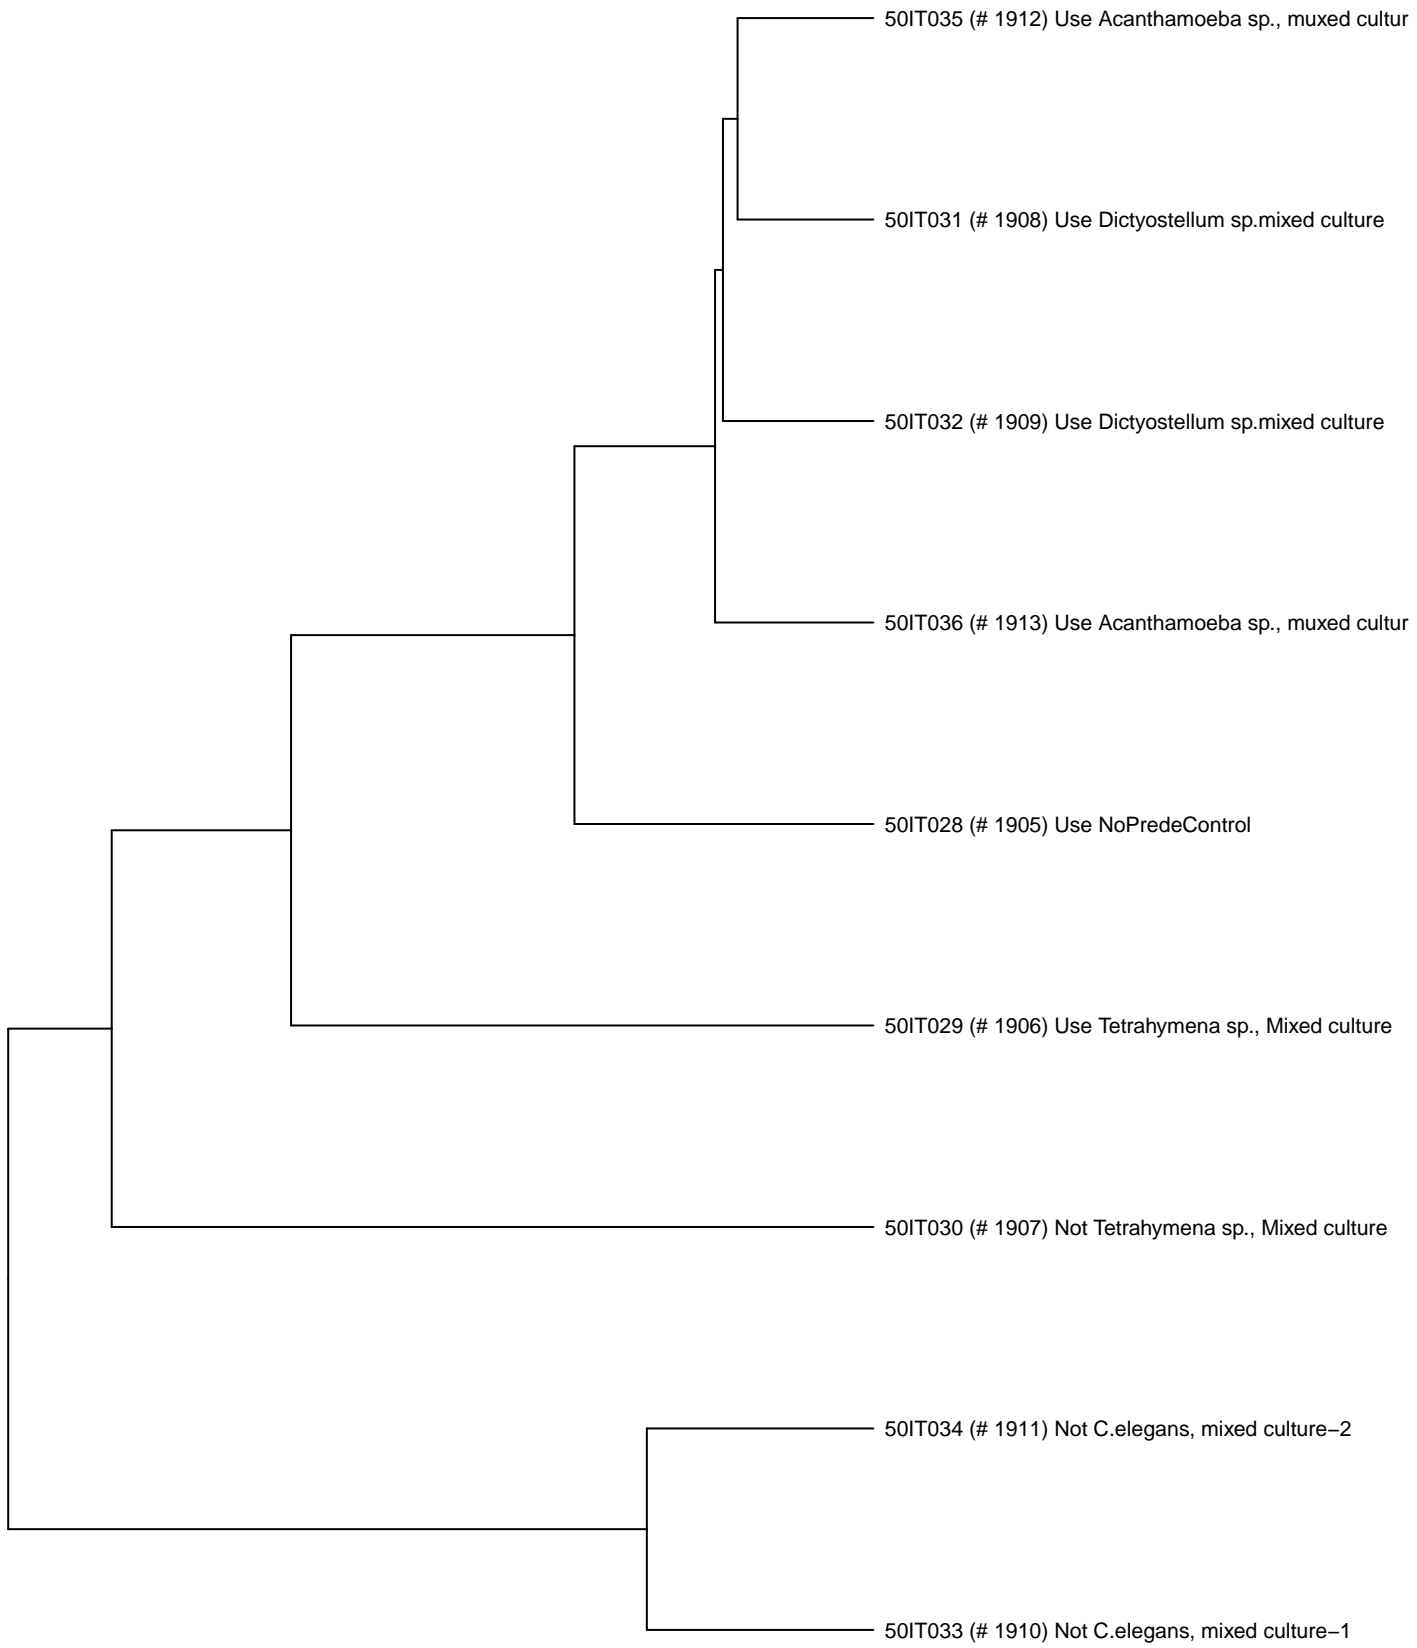 50IT035 (# 1912) Use Acanthamoeba sp., muxed cultur
50IT031 (# 1908) Use Dictyostellum sp.mixed culture
50IT032 (# 1909) Use Dictyostellum sp.mixed culture
50IT036 (# 1913) Use Acanthamoeba sp., muxed cultur
50IT028 (# 1905) Use NoPredeControl
50IT029 (# 1906) Use Tetrahymena sp., Mixed culture
50IT030 (# 1907) Not Tetrahymena sp., Mixed culture
50IT034 (# 1911) Not C.elegans, mixed culture−2
50IT033 (# 1910) Not C.elegans, mixed culture−1